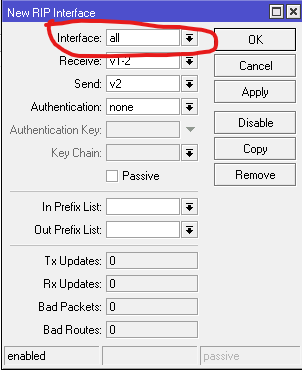 New RIP Interface
Interface: all OK
Receive: v1-2 Cancel
Send: v2
Authentication: none Apply
Authentication Key:
Disable
Key Chain: Copy
Passive Remove
In Prefix List:
Out Prefix List:
Tx Updates: 0
Rx Updates: 0
Bad Packets: 0
Bad Routes: 0
enabled passive